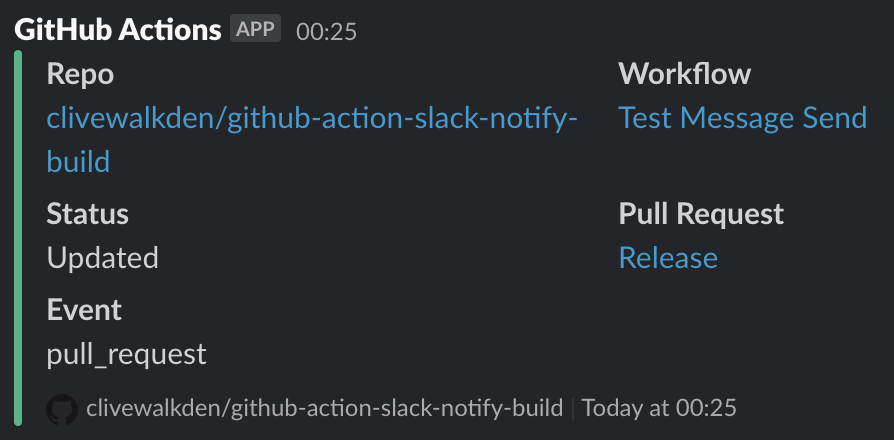 GitHub Actions APP 00:25
Repo
clivewalkden/github-action-slack-notify-
build
Workflow
Test Message Send
Status
Updated
Pull Request
Release
Event
pull_request
clivewalkden/github-action-slack-notify-build | Today at 00:25